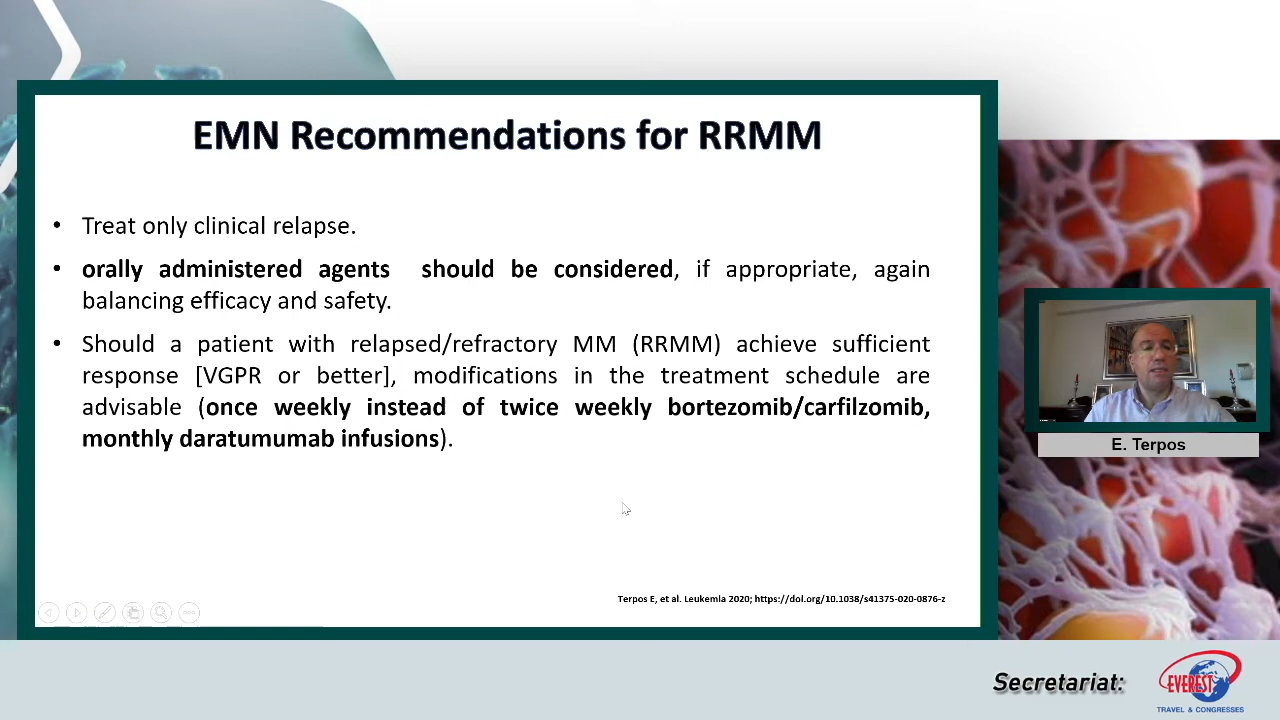 EMN Recommendations for RRMM
• Treat only clinical relapse.
• orally administered agents should be considered, if appropriate, again
balancing efficacy and safety.
• Should a patient with relapsed/refractory MM (RRMM) achieve sufficient
response [VGPR or better], modifications in the treatment schedule are
advisable (once weekly instead of twice weekly bortezomib/carfilzomib,
monthly daratumumab infusions).
Terpos E, et al. Leukemia 2020; https://doi.org/10.1038/s41375-020-0876-z
E. Terpos
Secretariat:
EVEREST
TRAVEL & CONGRESSES